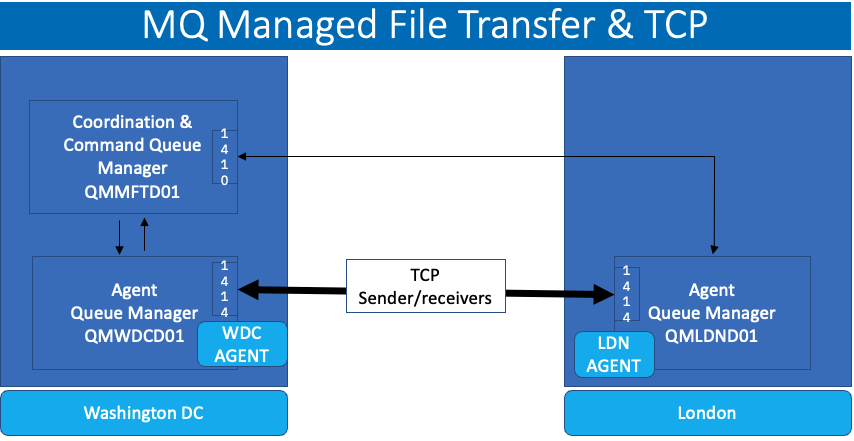 MQ Managed File Transfer & TCP
Coordination &
Command Queue
Manager
QMMFTD01
1
4
1
0
Agent
Queue Manager
QMWDCD01
1
4
1
4
WDC
AGENT
TCP
Sender/receivers
1
4
1
4
Agent
Queue Manager
QMLDND01
LDN
AGENT
Washington DC
London